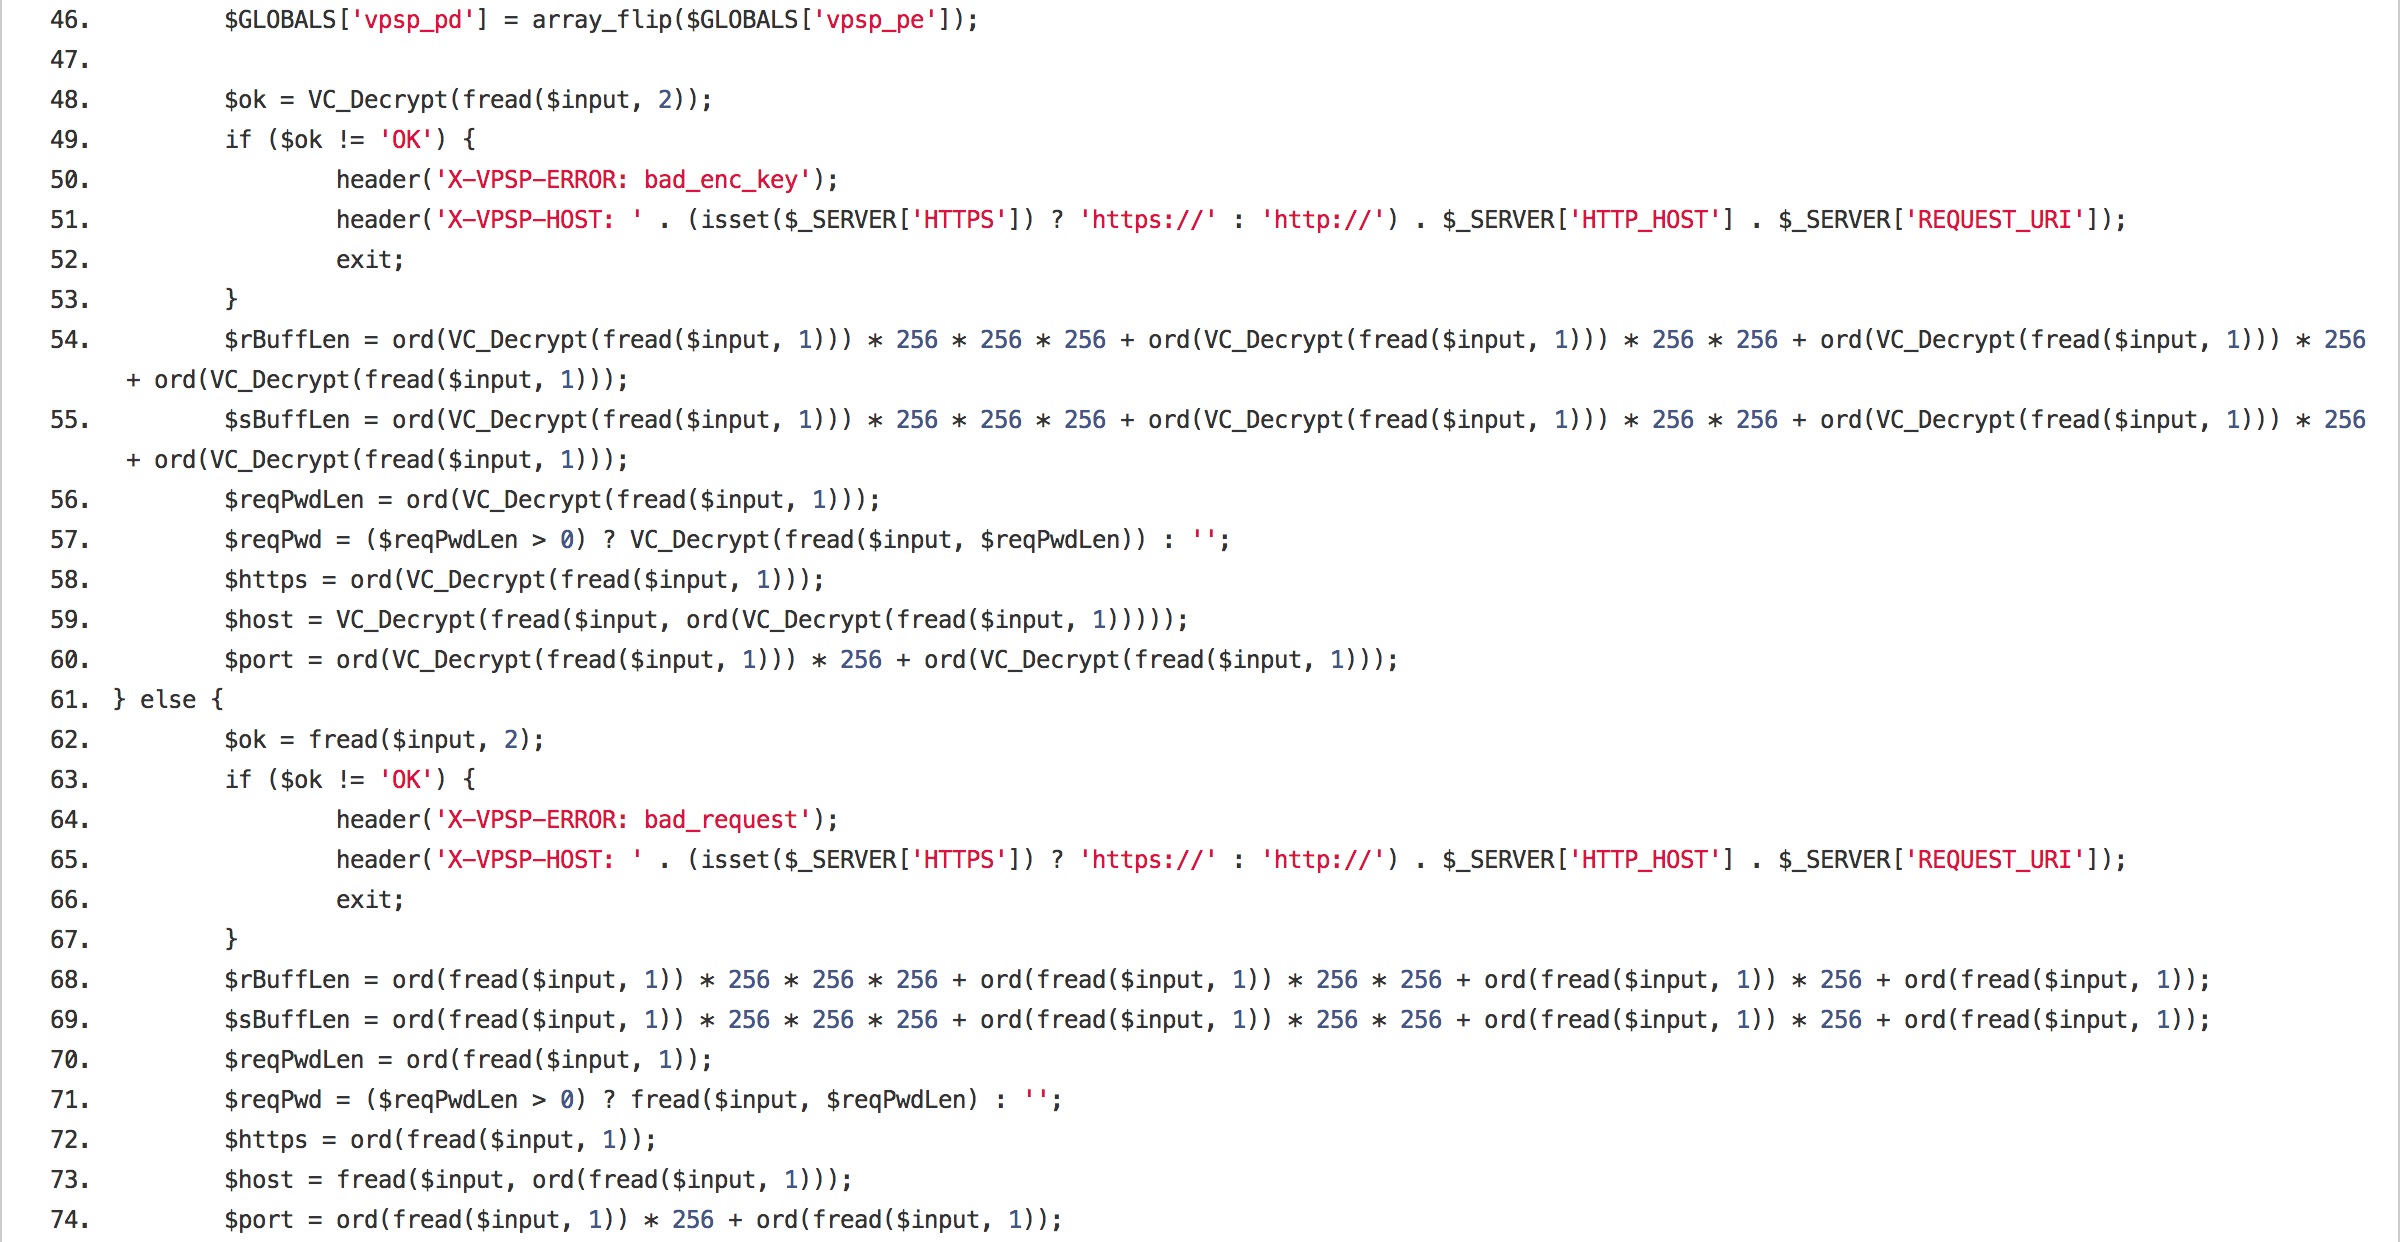 46. $GLOBALS['vpsp_pd'] = array_flip($GLOBALS['vpsp_pe']);
47.
48. $ok = VC_Decrypt(fread($input, 2));
49. if ($ok != 'OK') {
50. header('X-VPSP-ERROR: bad_enc_key');
51. header('X-VPSP-HOST: ' . (isset($_SERVER['HTTPS']) ? 'https://' : 'http://') . $_SERVER['HTTP_HOST'] . $_SERVER['REQUEST_URI']);
52. exit;
53. }
54. $rBuffLen = ord(VC_Decrypt(fread($input, 1))) * 256 * 256 * 256 + ord(VC_Decrypt(fread($input, 1))) * 256 * 256 + ord(VC_Decrypt(fread($input, 1))) * 256
+ ord(VC_Decrypt(fread($input, 1)));
55. $sBuffLen = ord(VC_Decrypt(fread($input, 1))) * 256 * 256 * 256 + ord(VC_Decrypt(fread($input, 1))) * 256 * 256 + ord(VC_Decrypt(fread($input, 1))) * 256
+ ord(VC_Decrypt(fread($input, 1)));
56. $reqPwdLen = ord(VC_Decrypt(fread($input, 1)));
57. $reqPwd = ($reqPwdLen > 0) ? VC_Decrypt(fread($input, $reqPwdLen)) : '';
58. $https = ord(VC_Decrypt(fread($input, 1)));
59. $host = VC_Decrypt(fread($input, ord(VC_Decrypt(fread($input, 1)))));
60. $port = ord(VC_Decrypt(fread($input, 1))) * 256 + ord(VC_Decrypt(fread($input, 1)));
61. } else {
62. $ok = fread($input, 2);
63. if ($ok != 'OK') {
64. header('X-VPSP-ERROR: bad_request');
65. header('X-VPSP-HOST: ' . (isset($_SERVER['HTTPS']) ? 'https://' : 'http://') . $_SERVER['HTTP_HOST'] . $_SERVER['REQUEST_URI']);
66. exit;
67. }
68. $rBuffLen = ord(fread($input, 1)) * 256 * 256 * 256 + ord(fread($input, 1)) * 256 * 256 + ord(fread($input, 1)) * 256 + ord(fread($input, 1));
69. $sBuffLen = ord(fread($input, 1)) * 256 * 256 * 256 + ord(fread($input, 1)) * 256 * 256 + ord(fread($input, 1)) * 256 + ord(fread($input, 1));
70. $reqPwdLen = ord(fread($input, 1));
71. $reqPwd = ($reqPwdLen > 0) ? fread($input, $reqPwdLen) : '';
72. $https = ord(fread($input, 1));
73. $host = fread($input, ord(fread($input, 1)));
74. $port = ord(fread($input, 1)) * 256 + ord(fread($input, 1));